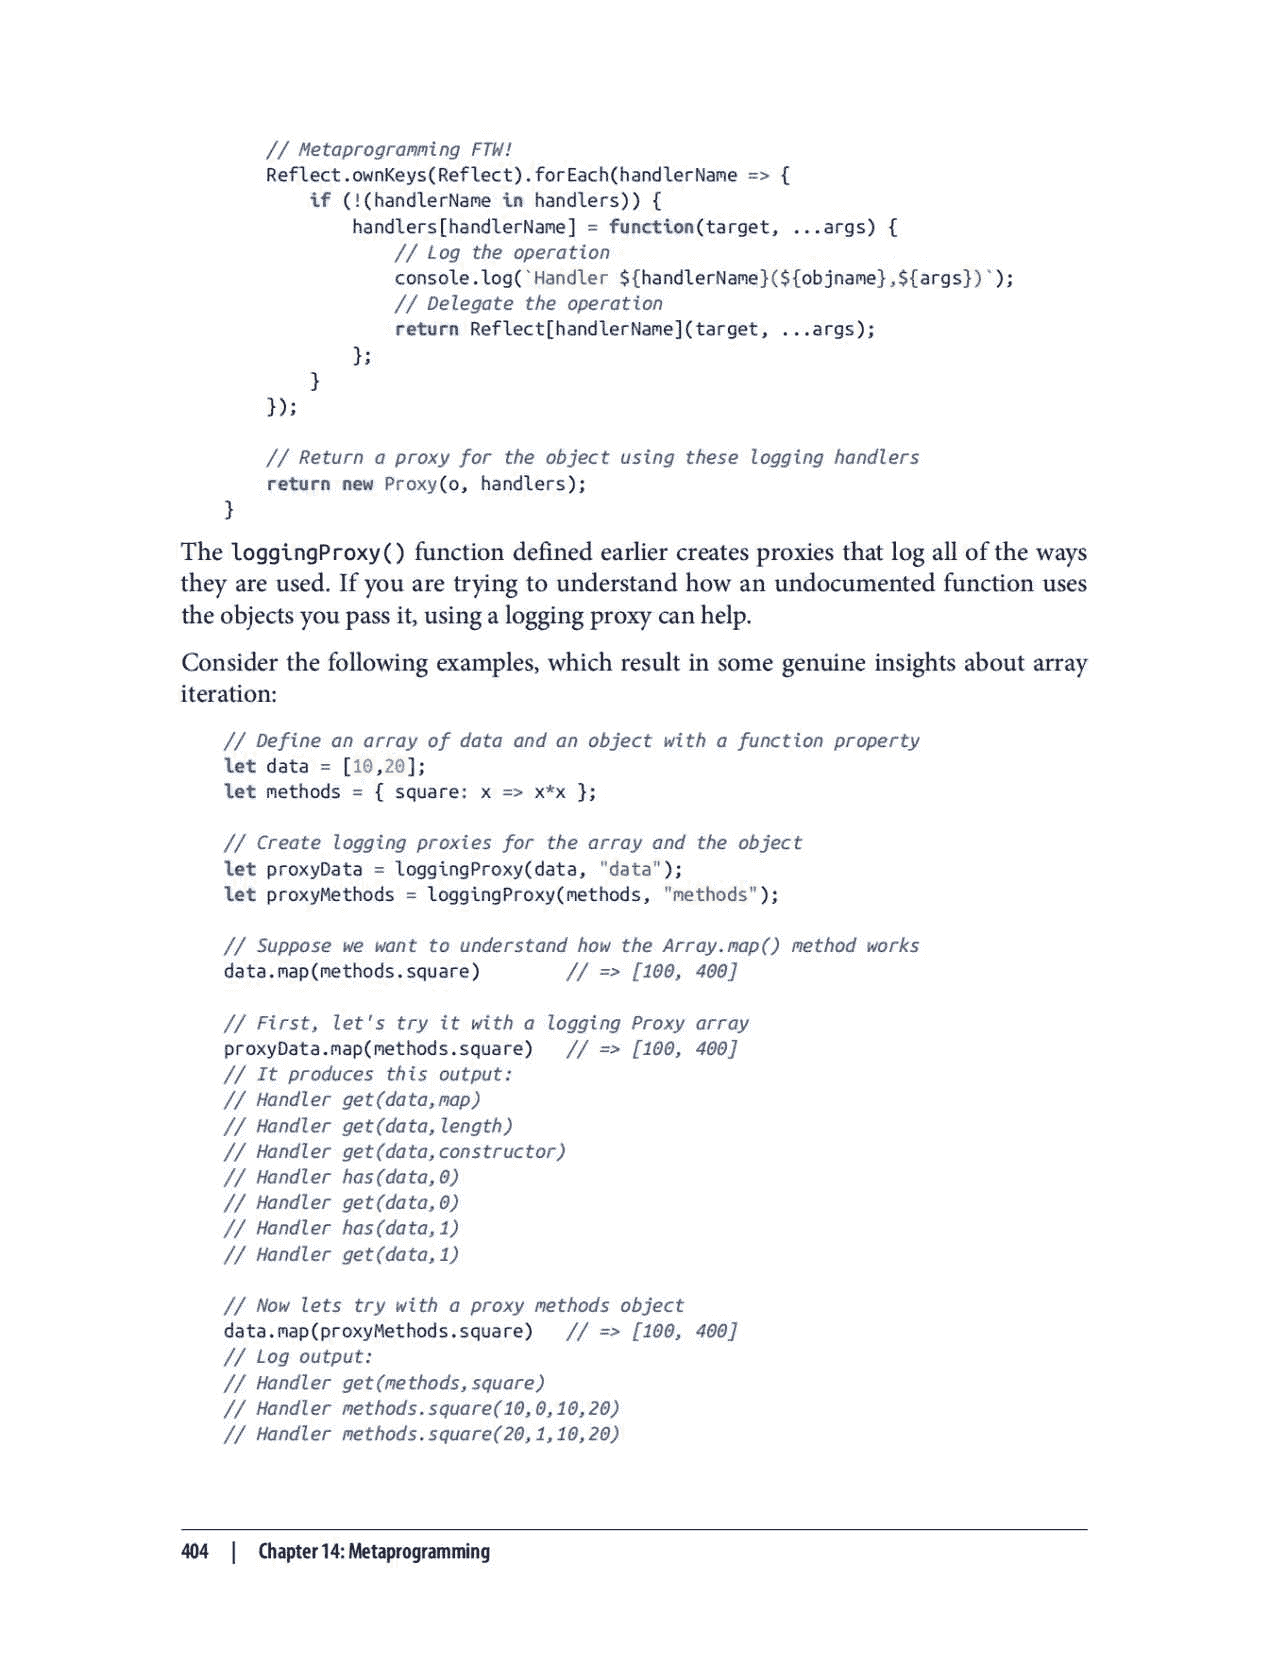 // Metaprogramming FTW!
Reflect.ownKeys(Reflect).forEach(handlerName => {
if (!(handlerName in handlers)) {
handlers[handlerName] = function(target, ...args) {
// Log the operation
console.log(`Handler ${handlerName}(${objname},${args})`);
// Delegate the operation
return Reflect[handlerName](target, ...args);
};
}
});
// Return a proxy for the object using these logging handlers
return new Proxy(o, handlers);
}
The loggingProxy() function defined earlier creates proxies that log all of the ways
they are used. If you are trying to understand how an undocumented function uses
the objects you pass it, using a logging proxy can help.
Consider the following examples, which result in some genuine insights about array
iteration:
// Define an array of data and an object with a function property
let data = [10,20];
let methods = { square: x => x*x };
// Create logging proxies for the array and the object
let proxyData = loggingProxy(data, "data");
let proxyMethods = loggingProxy(methods, "methods");
// Suppose we want to understand how the Array.map() method works
data.map(methods.square) // => [100, 400]
// First, let's try it with a logging Proxy array
proxyData.map(methods.square) // => [100, 400]
// It produces this output:
// Handler get(data,map)
// Handler get(data,length)
// Handler get(data,constructor)
// Handler has(data,0)
// Handler get(data,0)
// Handler has(data,1)
// Handler get(data,1)
// Now lets try with a proxy methods object
data.map(proxyMethods.square) // => [100, 400]
// Log output:
// Handler get(methods,square)
// Handler methods.square(10,0,10,20)
// Handler methods.square(20,1,10,20)
404 | Chapter 14: Metaprogramming